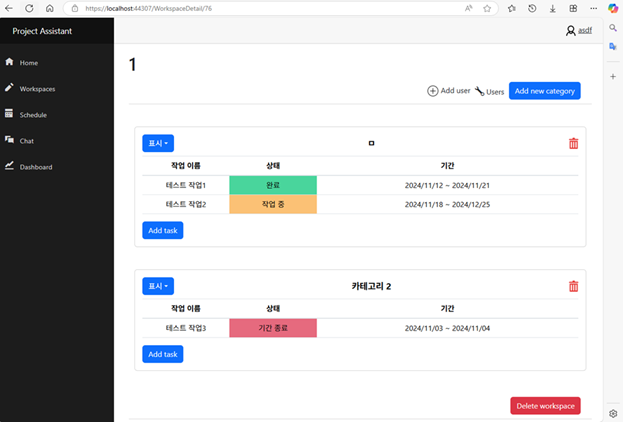 https://localhost:44307/WorkspaceDetail/76
Project Assistant
asdf
Home
Workspaces
Schedule
Chat
Dashboard
1
Add user Users Add new category
표시 ㅁ
작업 이름 상태 기간
테스트 작업1 완료 2024/11/12 ~ 2024/11/21
테스트 작업2 작업 중 2024/11/18 ~ 2024/12/25
Add task
표시 카테고리 2
작업 이름 상태 기간
테스트 작업3 기간 종료 2024/11/03 ~ 2024/11/04
Add task
Delete workspace